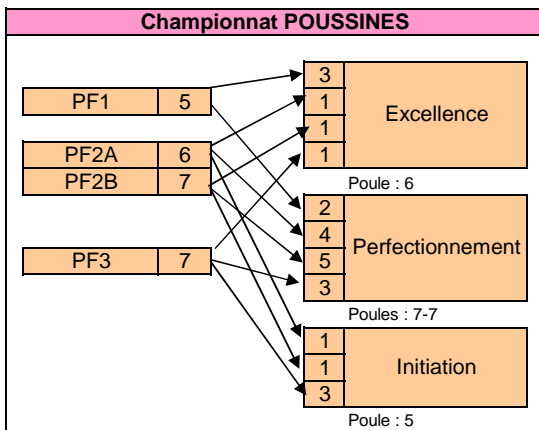 Championnat POUSSINES
PF1 5
PF2A 6
PF2B 7
PF3 7
3
1
1
1
Excellence
Poule : 6
2
4
5
3
Perfectionnement
Poules : 7-7
1
1
3
Initiation
Poule : 5